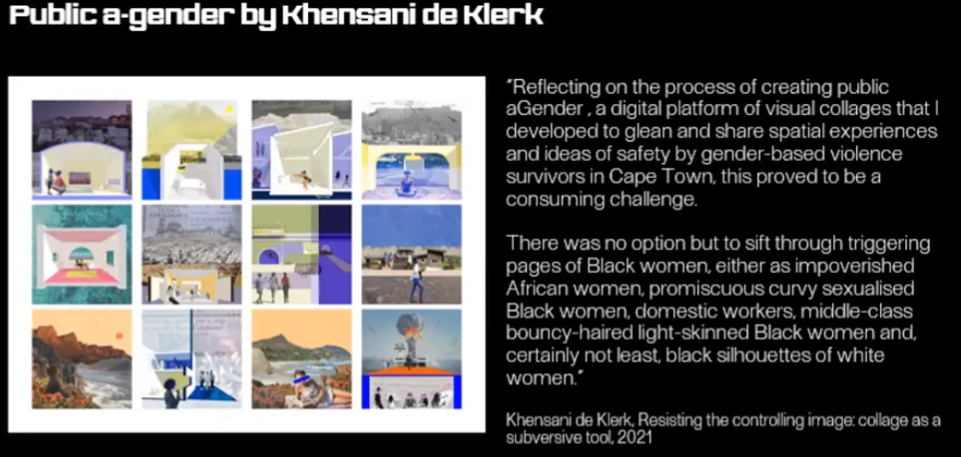 Public a-gender by Khensani de Klerk
"Reflecting on the process of creating public
aGender , a digital platform of visual collages that I
developed to glean and share spatial experiences
and ideas of safety by gender-based violence
survivors in Cape Town, this proved to be a
consuming challenge.
There was no option but to sift through triggering
pages of Black women, either as impoverished
African women, promiscuous curvy sexualised
Black women, domestic workers, middle-class
bouncy-haired light-skinned Black women and,
certainly not least, black silhouettes of white
women."
Khensani de Klerk, Resisting the controlling image: collage as a
subversive tool, 2021